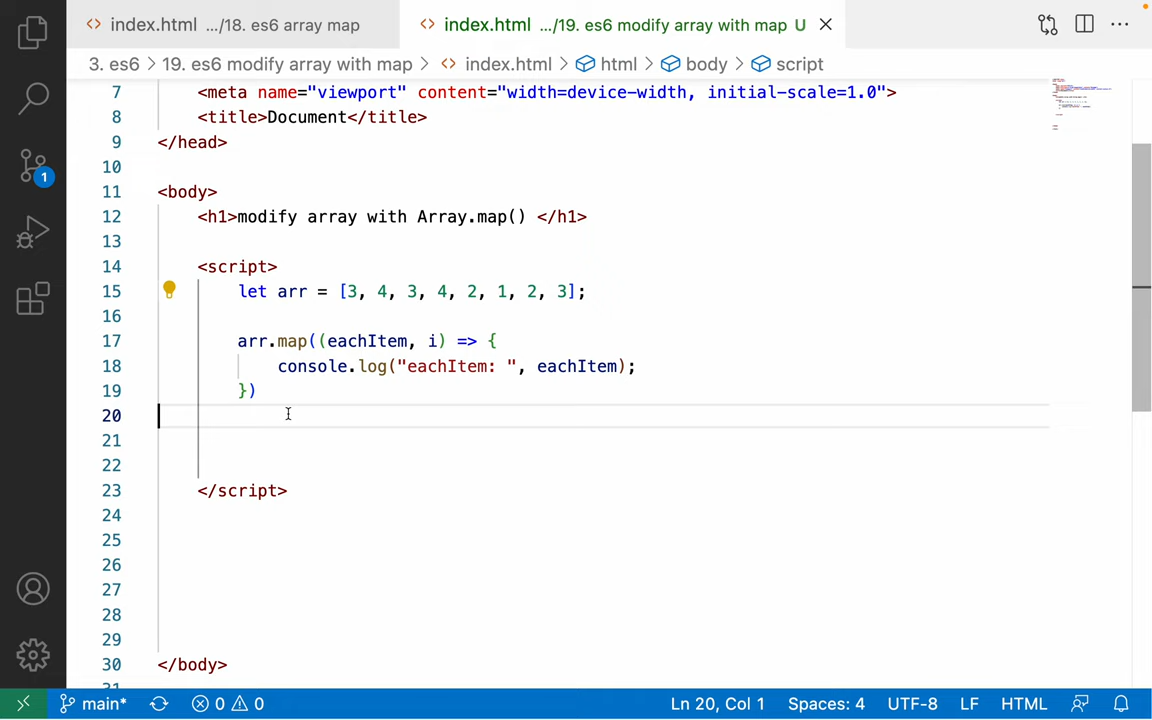 index.html .../18. es6 array map
index.html .../19. es6 modify array with map U
3. es6 > 19. es6 modify array with map > index.html > html > body > script
7 <meta name="viewport" content="width=device-width, initial-scale=1.0">
8 <title>Document</title>
9 </head>
10
11 <body>
12 <h1>modify array with Array.map() </h1>
13
14 <script>
15 let arr = [3, 4, 3, 4, 2, 1, 2, 3];
16
17 arr.map((eachItem, i) => {
18 console.log("eachItem: ", eachItem);
19 })
20
21
22
23 </script>
24
25
26
27
28
29
30 </body>
1
main* 0 0 Ln 20, Col 1 Spaces: 4 UTF-8 LF HTML